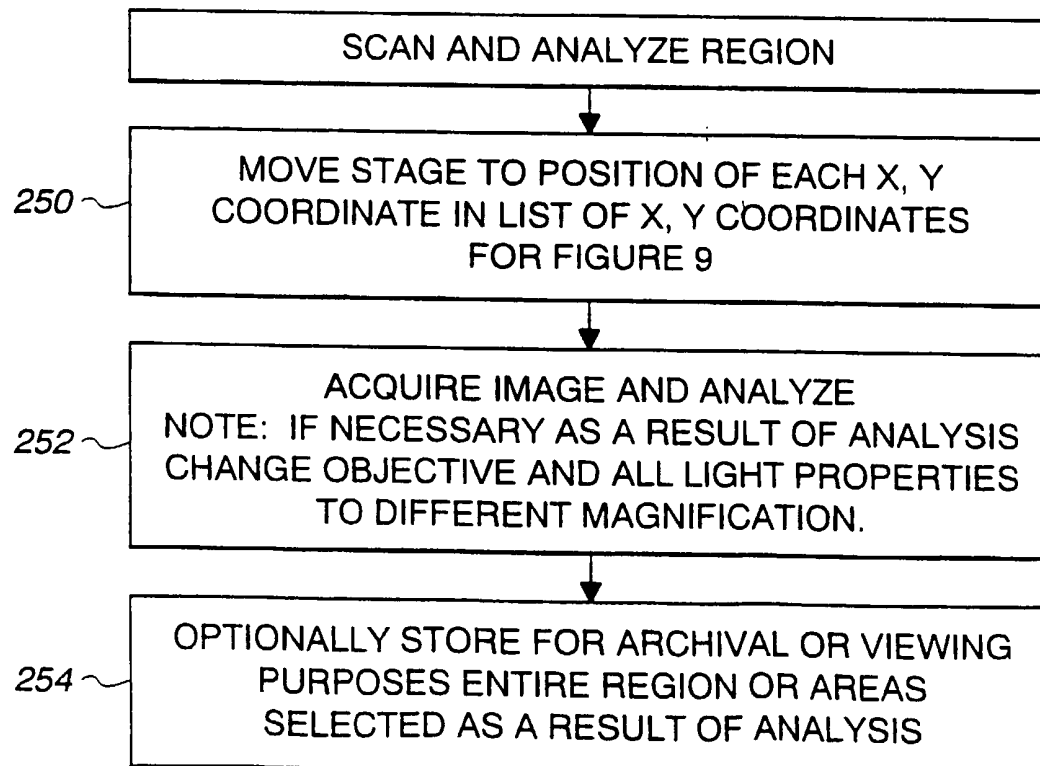 SCAN AND ANALYZE REGION
MOVE STAGE TO POSITION OF EACH X, Y
250
COORDINATE IN LIST OF X, Y COORDINATES
FOR FIGURE 9
ACQUIRE IMAGE AND ANALYZE
252
NOTE: IF NECESSARY AS A RESULT OF ANALYSIS
CHANGE OBJECTIVE AND ALL LIGHT PROPERTIES
TO DIFFERENT MAGNIFICATION.
OPTIONALLY STORE FOR ARCHIVAL OR VIEWING
254
PURPOSES ENTIRE REGION OR AREAS
SELECTED AS A RESULT OF ANALYSIS